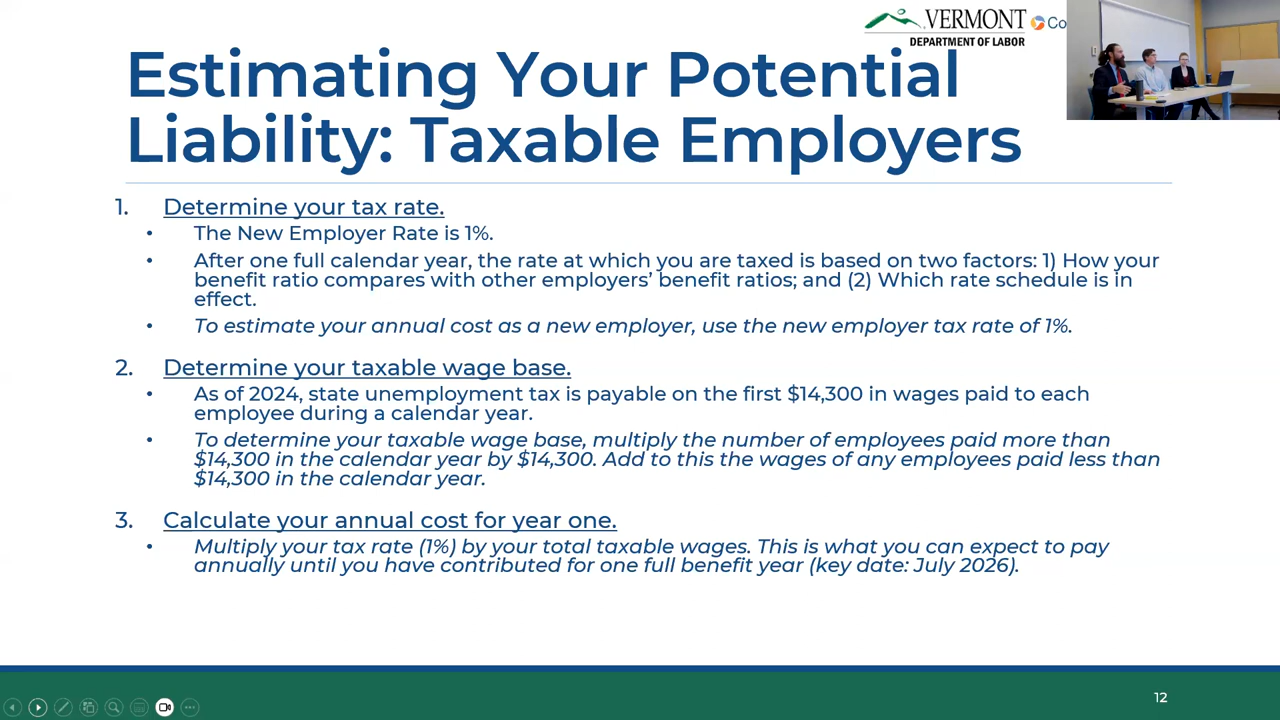 VERMONT
Co
DEPARTMENT OF LABOR
Estimating Your Potential
Liability: Taxable Employers
1. Determine your tax rate.
• The New Employer Rate is 1%.
• After one full calendar year, the rate at which you are taxed is based on two factors: 1) How your
benefit ratio compares with other employers’ benefit ratios; and (2) Which rate schedule is in
effect.
• To estimate your annual cost as a new employer, use the new employer tax rate of 1%.
2. Determine your taxable wage base.
• As of 2024, state unemployment tax is payable on the first $14,300 in wages paid to each
employee during a calendar year.
• To determine your taxable wage base, multiply the number of employees paid more than
$14,300 in the calendar year by $14,300. Add to this the wages of any employees paid less than
$14,300 in the calendar year.
3. Calculate your annual cost for year one.
• Multiply your tax rate (1%) by your total taxable wages. This is what you can expect to pay
annually until you have contributed for one full benefit year (key date: July 2026).
12